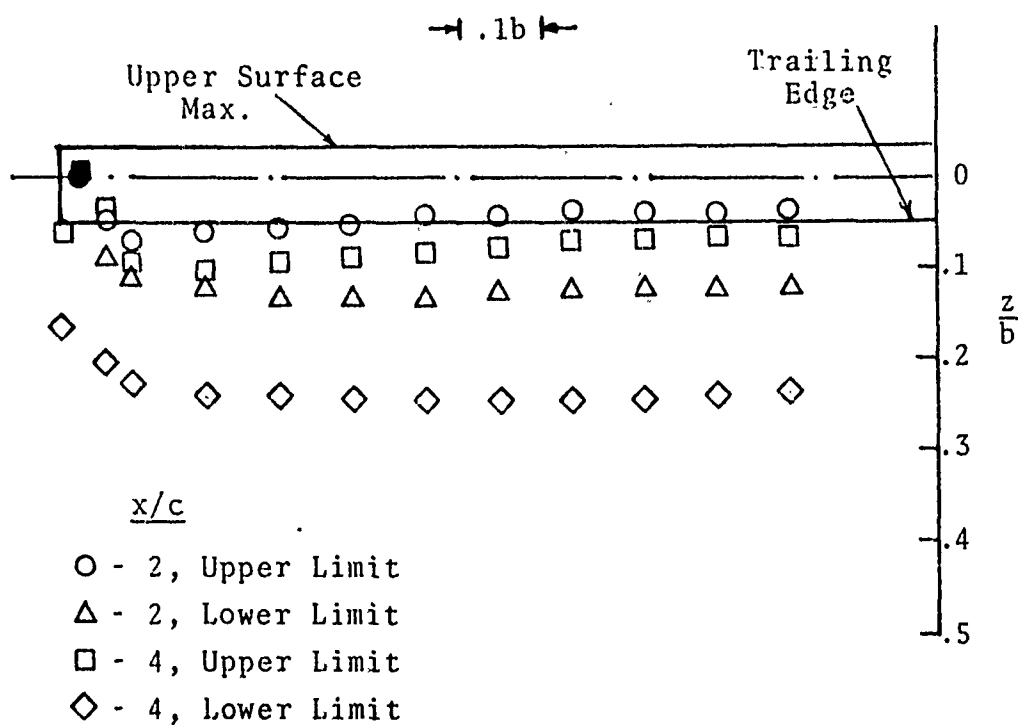 .1b
Upper Surface
Max.
Trailing
Edge
0
.1
.2
.3
.4
.5
z
b
x/c
- 2, Upper Limit
- 2, Lower Limit
- 4, Upper Limit
- 4, Lower Limit